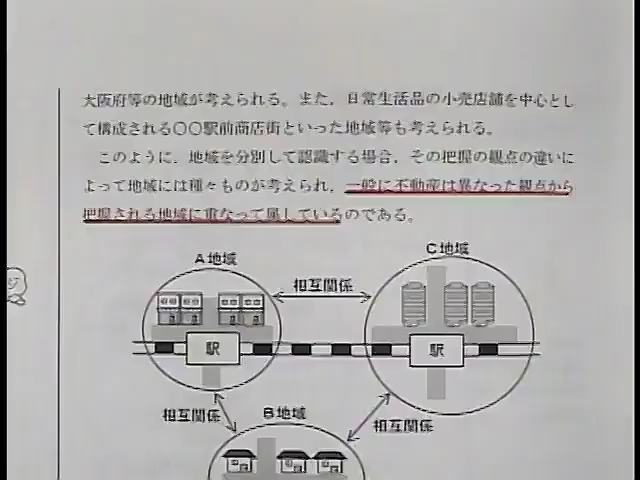 大阪府等の地域が考えられる。また、日常生活品の小売店舗を中心とし
て構成される〇〇駅前商店街といった地域等も考えられる。
このように、地域を分別して認識する場合、その把握の観点の違いに
よって地域には種々ものが考えられ、一般に不動産は異なった観点から
把握される地域に重なって属しているのである。
A地域
C地域
相互関係
駅
駅
相互関係
B地域
相互関係